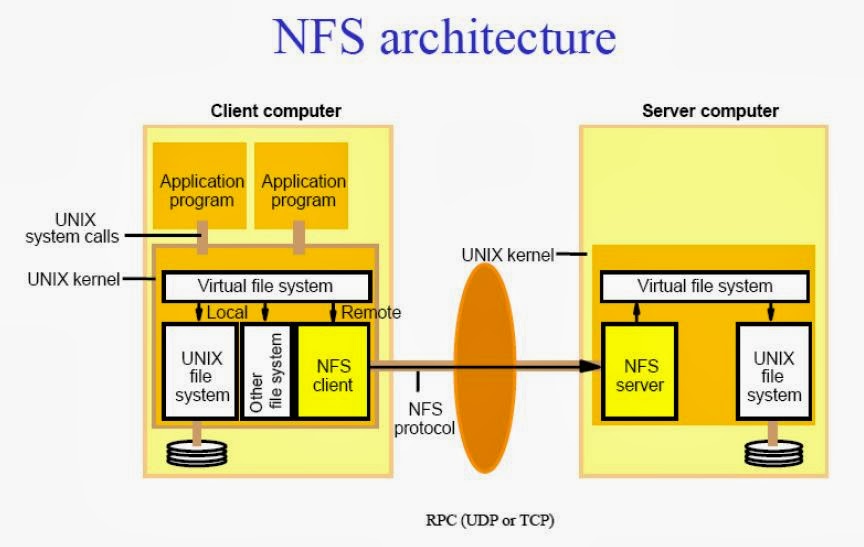 NFS architecture
Client computer
Server computer
Application
program
Application
program
UNIX
system calls
UNIX kernel
Virtual file system
Local
Remote
UNIX
file
system
Other
file system
NFS
client
NFS
protocol
UNIX kernel
Virtual file system
NFS
server
UNIX
file
system
RPC (UDP or TCP)